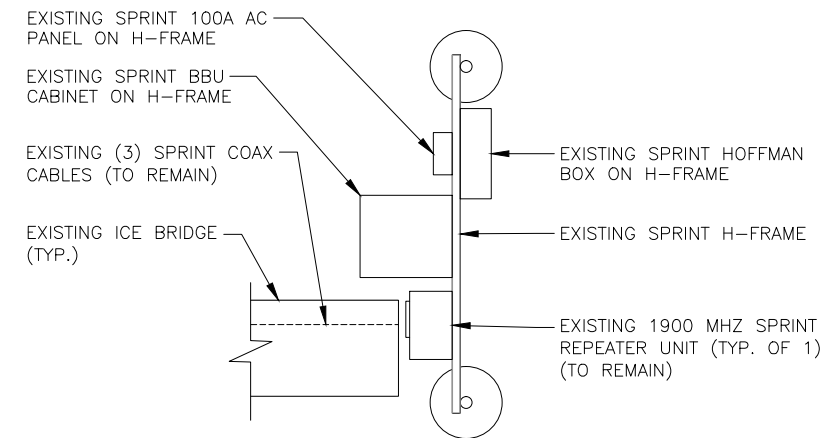 EXISTING SPRINT 100A AC
PANEL ON H-FRAME
EXISTING SPRINT BBU
CABINET ON H-FRAME
EXISTING (3) SPRINT COAX
CABLES (TO REMAIN)
EXISTING ICE BRIDGE
(TYP.)
EXISTING SPRINT HOFFMAN
BOX ON H-FRAME
EXISTING SPRINT H-FRAME
EXISTING 1900 MHZ SPRINT
REPEATER UNIT (TYP. OF 1)
(TO REMAIN)